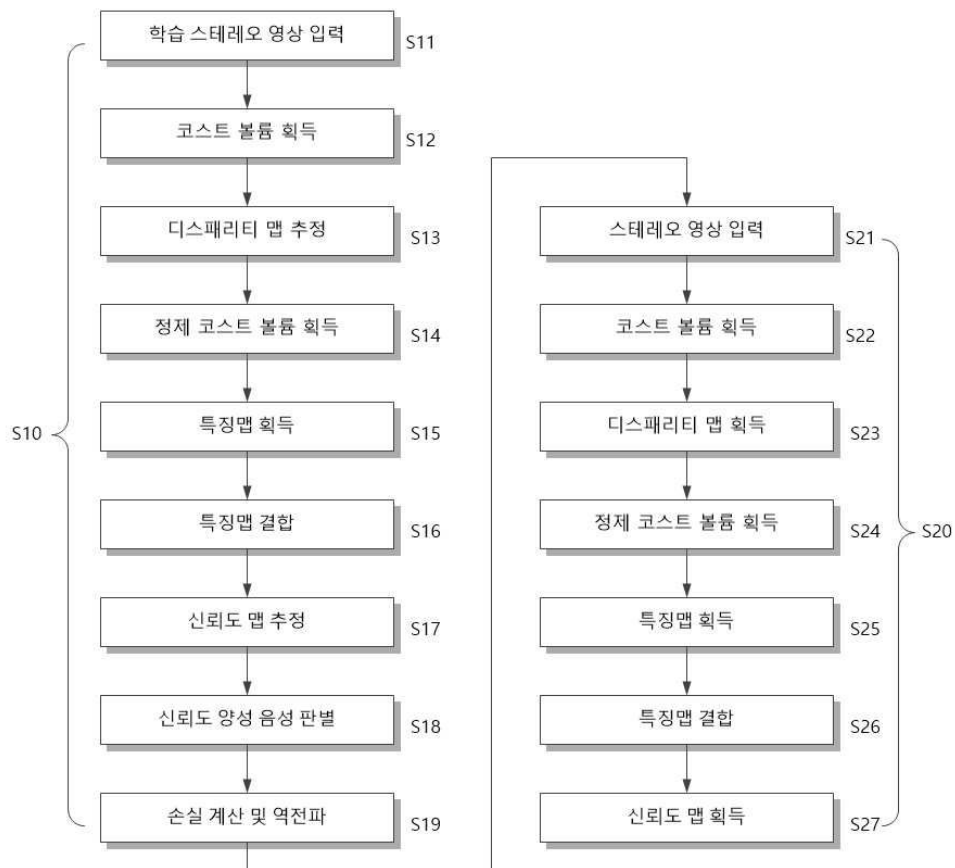 학습 스테레오 영상 입력
S11
코스트 볼륨 획득
S12
디스패리티 맵 추정
S13
정제 코스트 볼륨 획득
S14
특징맵 획득
S15
S10
특징맵 결합
S16
신뢰도 맵 추정
S17
신뢰도 양성 음성 판별
S18
손실 계산 및 역전파
S19
스테레오 영상 입력
S21
코스트 볼륨 획득
S22
디스패리티 맵 획득
S23
정제 코스트 볼륨 획득
S24
S20
특징맵 획득
S25
특징맵 결합
S26
신뢰도 맵 획득
S27